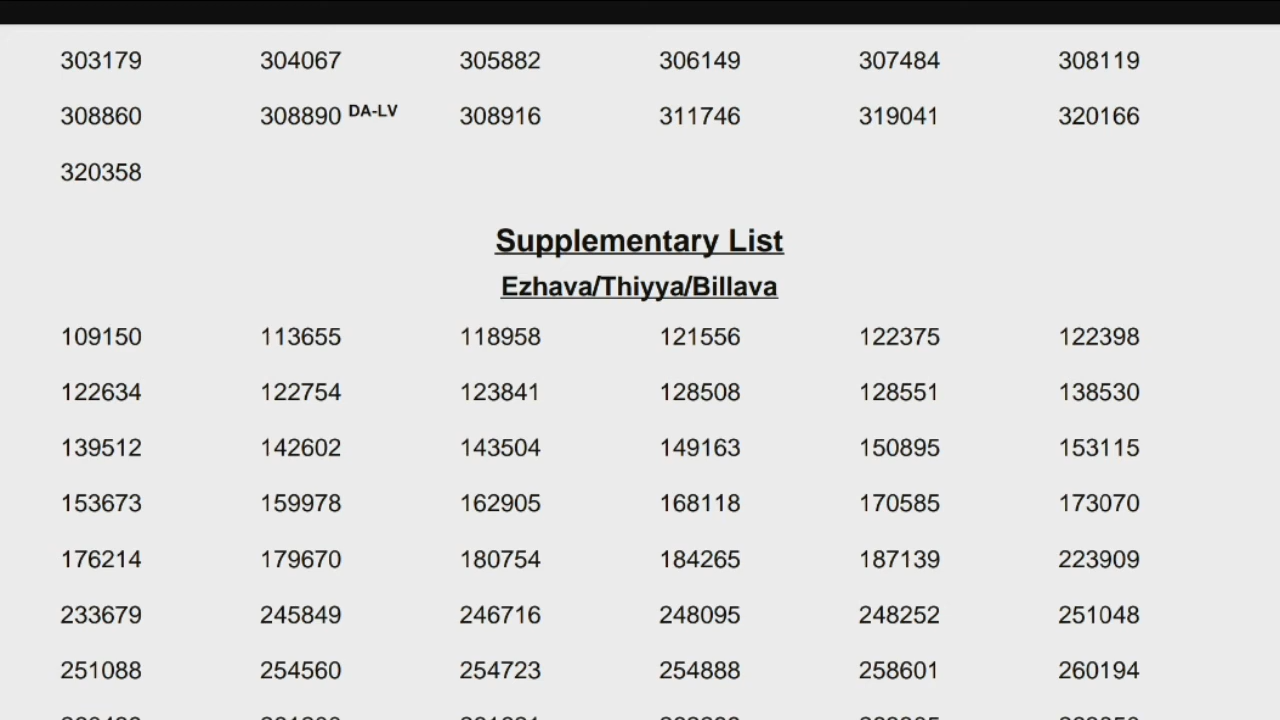 303179 304067 305882 306149 307484 308119
308860 308890 DA-LV 308916 311746 319041 320166
320358
Supplementary List
Ezhava/Thiyya/Billava
109150 113655 118958 121556 122375 122398
122634 122754 123841 128508 128551 138530
139512 142602 143504 149163 150895 153115
153673 159978 162905 168118 170585 173070
176214 179670 180754 184265 187139 223909
233679 245849 246716 248095 248252 251048
251088 254560 254723 254888 258601 260194